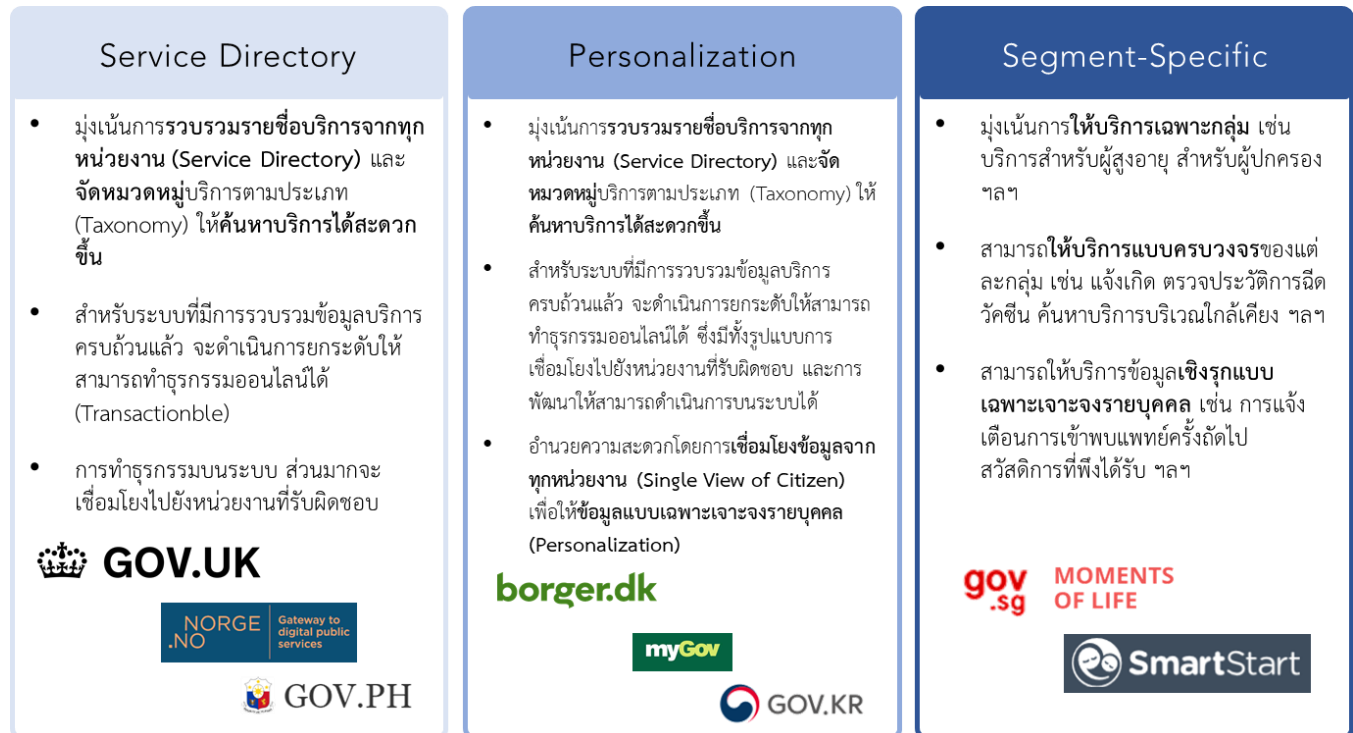 Service Directory
• มุ่งเน้นการรวบรวมรายชื่อบริการจากทุก
หน่วยงาน (Service Directory) และ
จัดหมวดหมู่บริการตามประเภท
(Taxonomy) ให้ค้นหาบริการได้สะดวก
ขึ้น
• สำหรับระบบที่มีการรวบรวมข้อมูลบริการ
ครบถ้วนแล้ว จะดำเนินการยกระดับให้
สามารถทำธุรกรรมออนไลน์ได้
(Transactionble)
• การทำธุรกรรมบนระบบ ส่วนมากจะ
เชื่อมโยงไปยังหน่วยงานที่รับผิดชอบ
GOV.UK
NORGE
.NO
Gateway to
digital public
services
GOV.PH
Personalization
• มุ่งเน้นการรวบรวมรายชื่อบริการจากทุก
หน่วยงาน (Service Directory) และจัด
หมวดหมู่บริการตามประเภท (Taxonomy) ให้
ค้นหาบริการได้สะดวกขึ้น
• สำหรับระบบที่มีการรวบรวมข้อมูลบริการ
ครบถ้วนแล้ว จะดำเนินการยกระดับให้สามารถ
ทำธุรกรรมออนไลน์ได้ ซึ่งมีทั้งรูปแบบการ
เชื่อมโยงไปยังหน่วยงานที่รับผิดชอบ และการ
พัฒนาให้สามารถดำเนินการบนระบบได้
• อำนวยความสะดวกโดยการเชื่อมโยงข้อมูลจาก
ทุกหน่วยงาน (Single View of Citizen)
เพื่อให้ข้อมูลแบบเฉพาะเจาะจงรายบุคคล
(Personalization)
borger.dk
myGov
GOV.KR
Segment-Specific
• มุ่งเน้นการให้บริการเฉพาะกลุ่ม เช่น
บริการสำหรับผู้สูงอายุ สำหรับผู้ปกครอง
ฯลฯ
• สามารถให้บริการแบบครบวงจรของแต่
ละกลุ่ม เช่น แจ้งเกิด ตรวจประวัติการฉีด
วัคซีน ค้นหาบริการบริเวณใกล้เคียง ฯลฯ
• สามารถให้บริการข้อมูลเชิงรุกแบบ
เฉพาะเจาะจงรายบุคคล เช่น การแจ้ง
เตือนการเข้าพบแพทย์ครั้งถัดไป
สวัสดิการที่พึงได้รับ ฯลฯ
gov
.sg
MOMENTS
OF LIFE
SmartStart